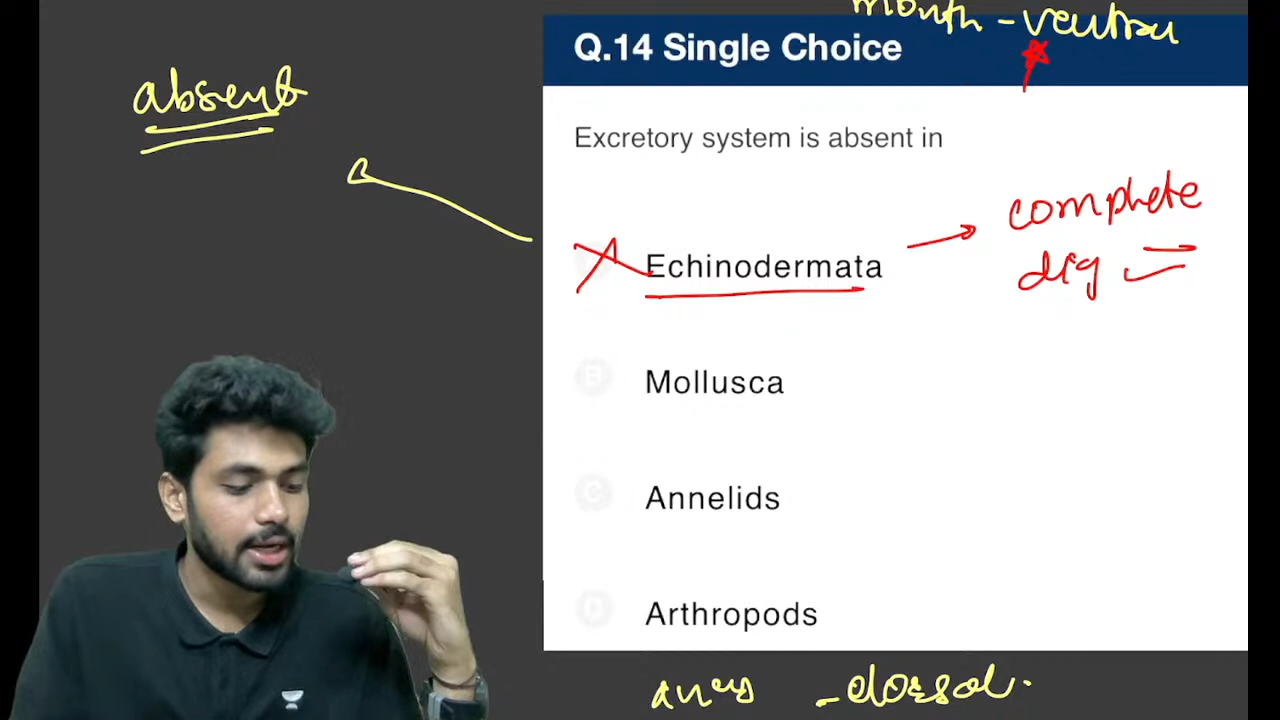 mouth - ventral
Q.14 Single Choice
absent
Excretory system is absent in
complete
Echinodermata
dig
B Mollusca
C Annelids
D Arthropods
anus - dorsal.